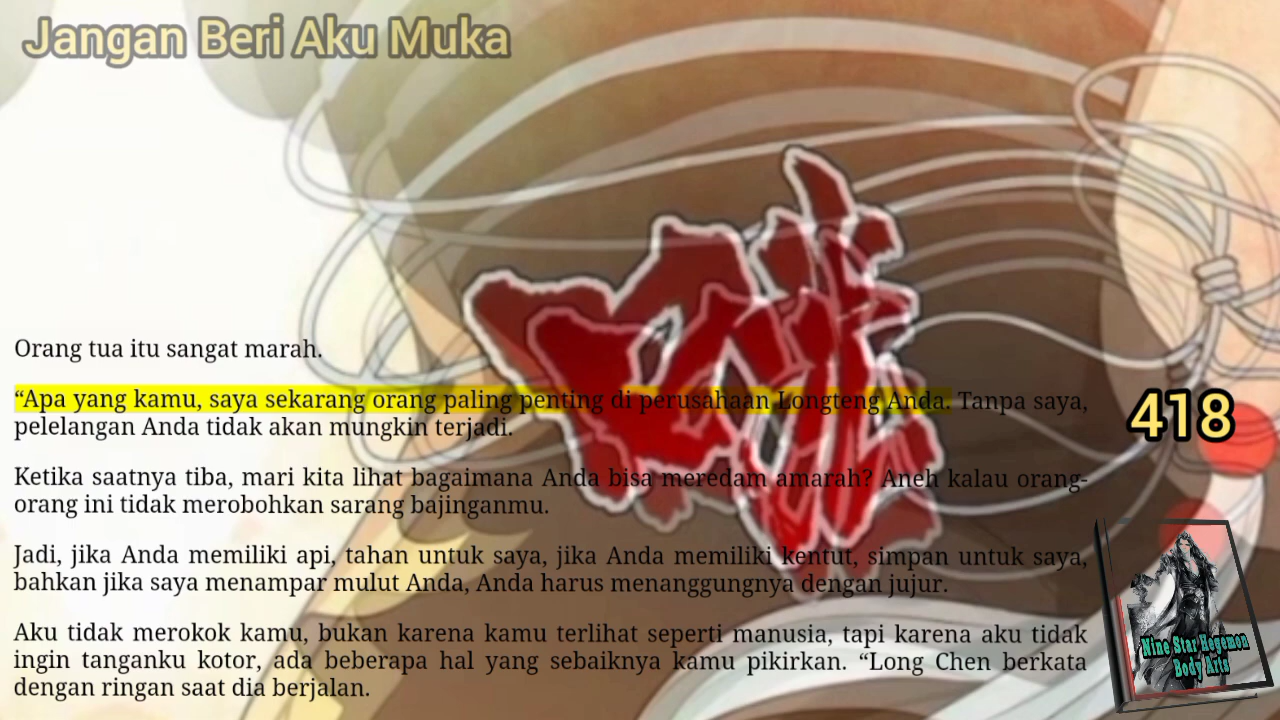 Jangan Beri Aku Muka
Orang tua itu sangat marah.
“Apa yang kamu, saya sekarang orang paling penting di perusahaan Longteng Anda. Tanpa saya,
pelelangan Anda tidak akan mungkin terjadi.
Ketika saatnya tiba, mari kita lihat bagaimana Anda bisa meredam amarah? Aneh kalau orang-
orang ini tidak merobohkan sarang bajinganmu.
Jadi, jika Anda memiliki api, tahan untuk saya, jika Anda memiliki kentut, simpan untuk saya,
bahkan jika saya menampar mulut Anda, Anda harus menanggungnya dengan jujur.
Aku tidak merokok kamu, bukan karena kamu terlihat seperti manusia, tapi karena aku tidak
ingin tanganku kotor, ada beberapa hal yang sebaiknya kamu pikirkan. “Long Chen berkata
dengan ringan saat dia berjalan.
418
Nine Star Hegemon
Body Arts